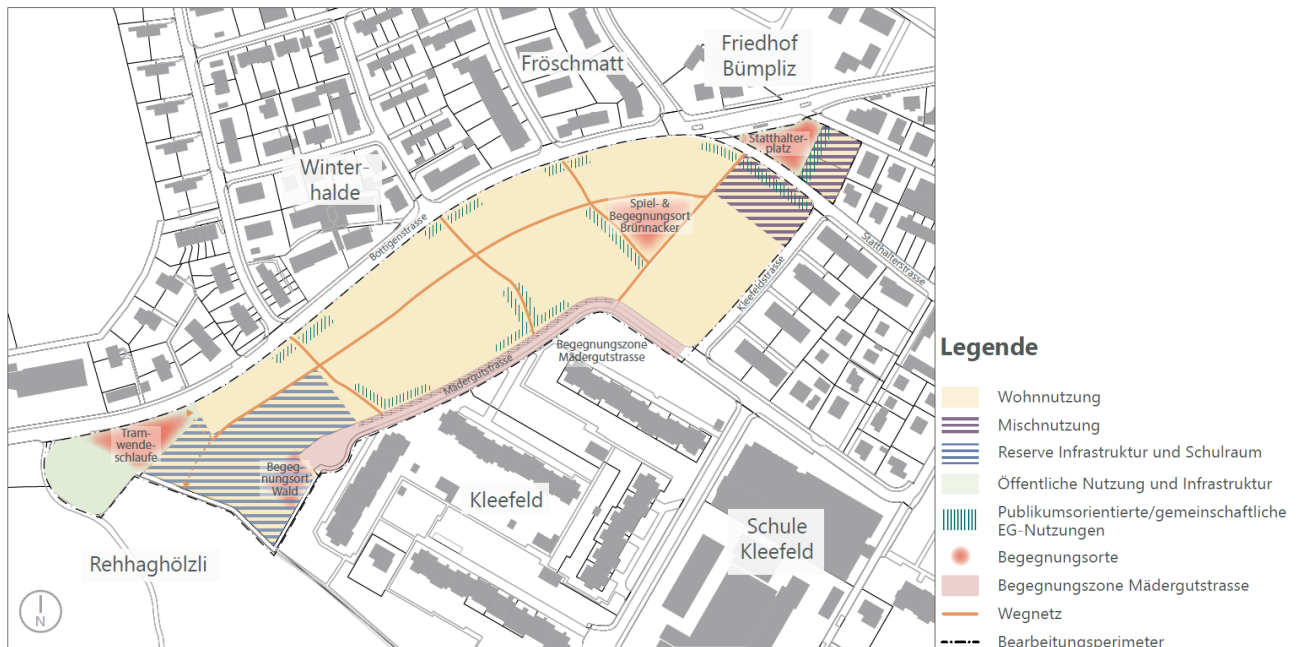 Friedhof
Bümpliz
Fröschmatt
Winter-
halde
Statthalter-
platz
Spiel- &
Begegnungsort
Brünnacker
Bottigenstrasse
Statthalterstrasse
Kleefeldstrasse
Begegnungszone
Mädergutstrasse
Mädergutstrasse
Tram-
wende-
schlaufe
Begeg-
nungsort
Wald
Kleefeld
Schule
Kleefeld
Rehhaghölzli
N
Legende
Wohnnutzung
Mischnutzung
Reserve Infrastruktur und Schulraum
Öffentliche Nutzung und Infrastruktur
Publikumsorientierte/gemeinschaftliche
EG-Nutzungen
Begegnungsorte
Begegnungszone Mädergutstrasse
Wegnetz
Bearbeitungsperimeter